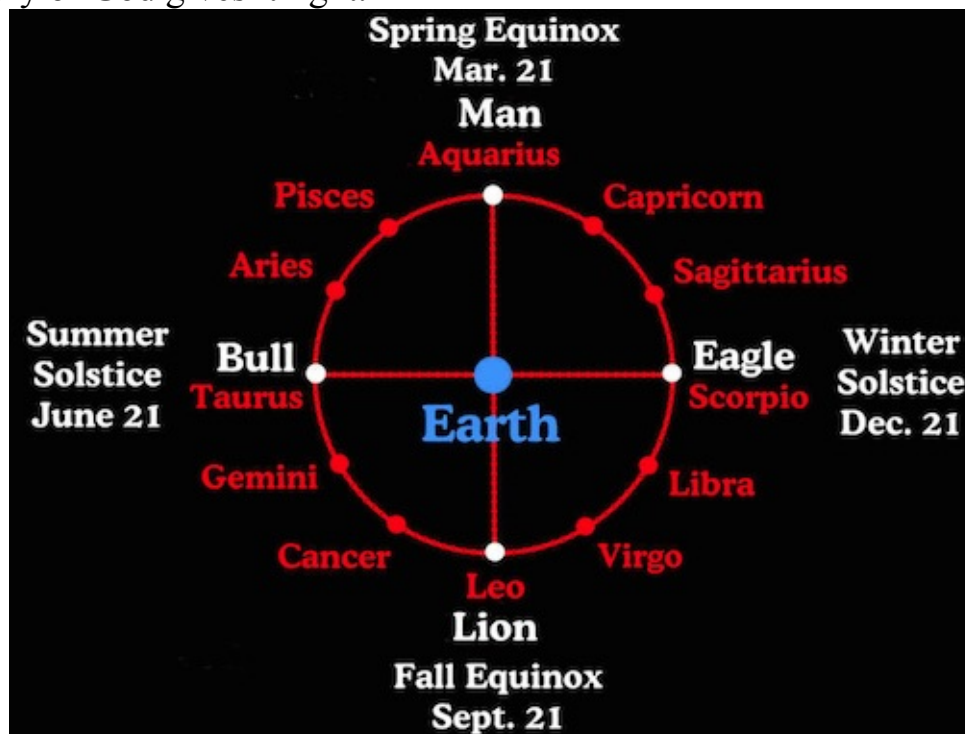 Spring Equinox
Mar. 21
Man
Aquarius
Pisces
Capricorn
Aries
Sagittarius
Summer
Solstice
June 21
Bull
Taurus
Eagle
Scorpio
Winter
Solstice
Dec. 21
Earth
Gemini
Libra
Cancer
Virgo
Leo
Lion
Fall Equinox
Sept. 21